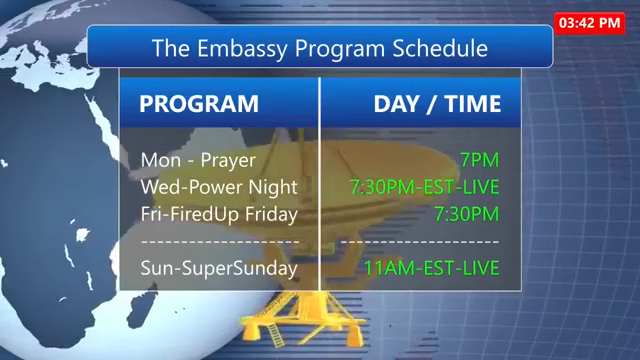 03:42 PM
The Embassy Program Schedule
PROGRAM DAY / TIME
Mon - Prayer 7PM
Wed-Power Night 7:30PM-EST-LIVE
Fri-FiredUp Friday 7:30PM
-------------------- --------------------
Sun-SuperSunday 11AM-EST-LIVE